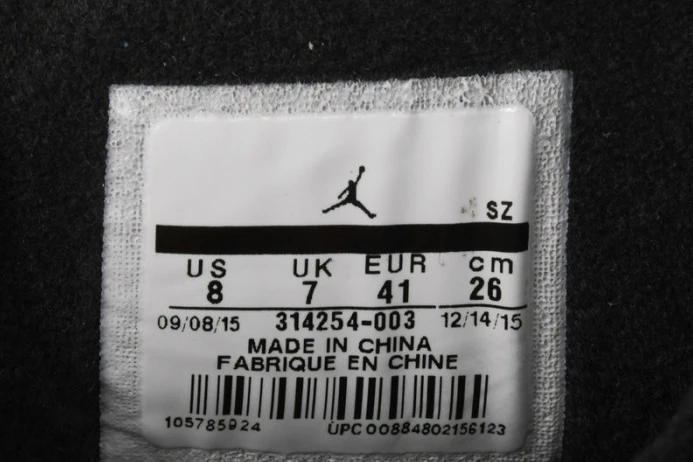 SZ
US UK EUR cm
8 7 41 26
09/08/15 314254-003 12/14/15
MADE IN CHINA
FABRIQUE EN CHINE
105785924 UPC 00884802156123